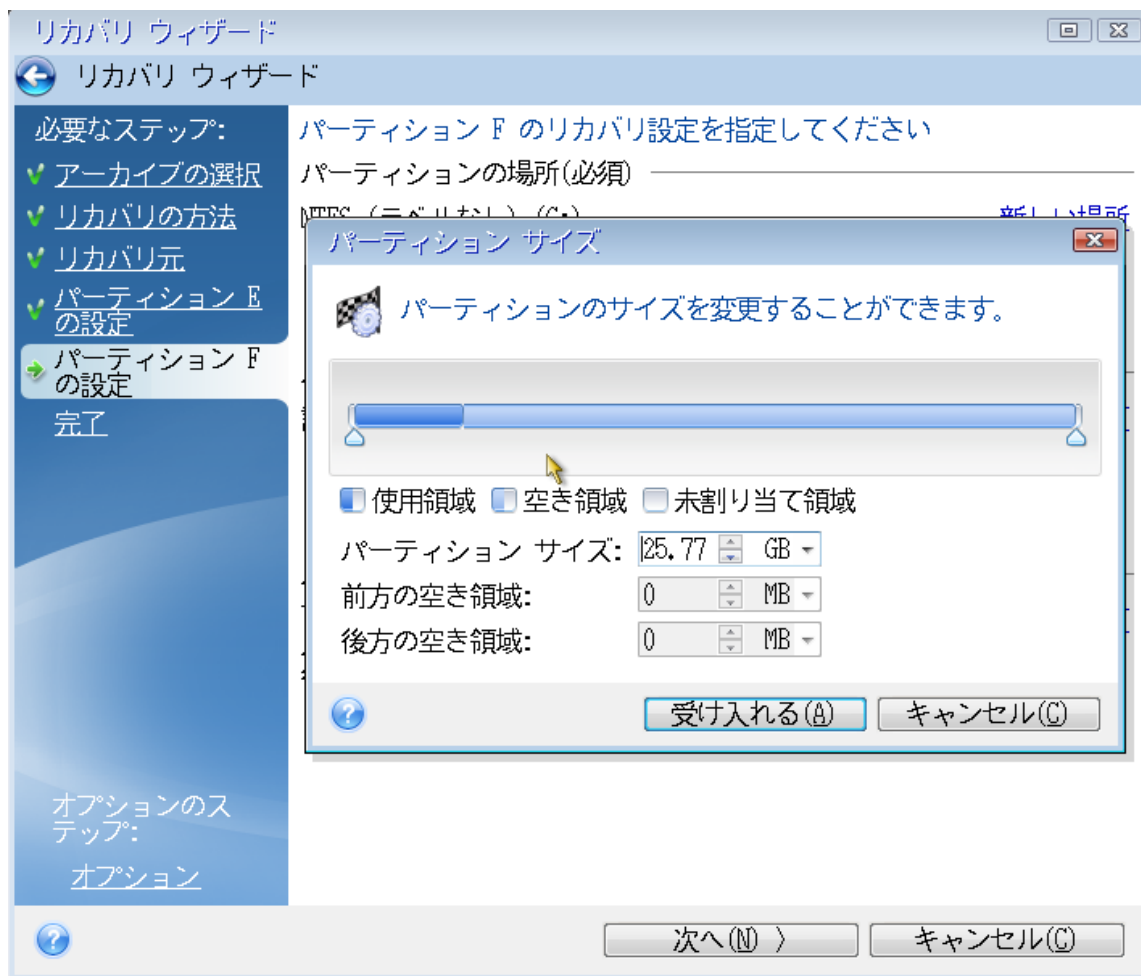 リカバリ ウィザード
リカバリ ウィザード
必要なステップ:
アーカイブの選択
リカバリの方法
リカバリ元
パーティション E
の設定
パーティション F
の設定
完了
オプションのス
テップ:
オプション
パーティション F のリカバリ設定を指定してください
パーティションの場所(必須)
パーティション サイズ
パーティションのサイズを変更することができます。
使用領域 空き領域 未割り当て領域
パーティション サイズ: 25.77 GB
前方の空き領域: 0 MB
後方の空き領域: 0 MB
受け入れる(A) キャンセル(C)
次へ(N) 〉 キャンセル(C)